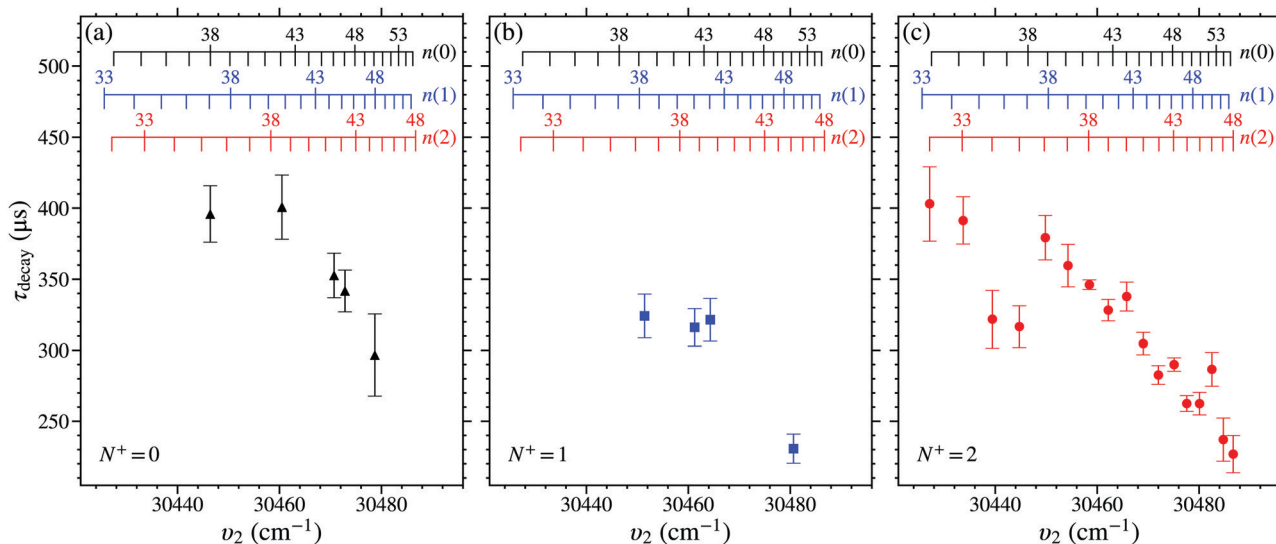 (a)
38 43 48 53
n(0)
33 38 43 48
n(1)
33 38 43 48
n(2)
(b)
38 43 48 53
n(0)
33 38 43 48
n(1)
33 38 43 48
n(2)
(c)
38 43 48 53
n(0)
33 38 43 48
n(1)
33 38 43 48
n(2)
500
450
400
350
300
250
τdecay (μs)
N⁺=0
N⁺=1
N⁺=2
30440 30460 30480
30440 30460 30480
30440 30460 30480
υ₂ (cm⁻¹)
υ₂ (cm⁻¹)
υ₂ (cm⁻¹)